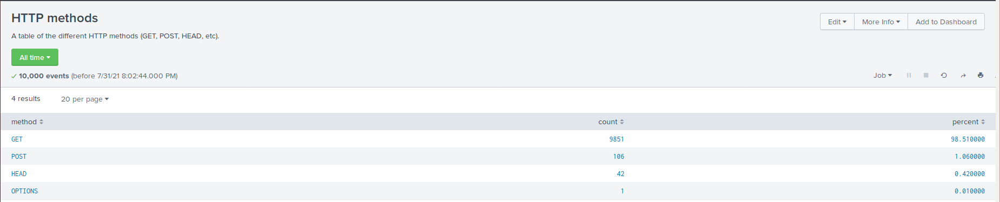 HTTP methods
Edit More Info Add to Dashboard
A table of the different HTTP methods (GET, POST, HEAD, etc).
All time
10,000 events (before 7/31/21 8:02:44.000 PM)
Job
4 results 20 per page
method count percent
GET 9851 98.510000
POST 106 1.060000
HEAD 42 0.420000
OPTIONS 1 0.010000